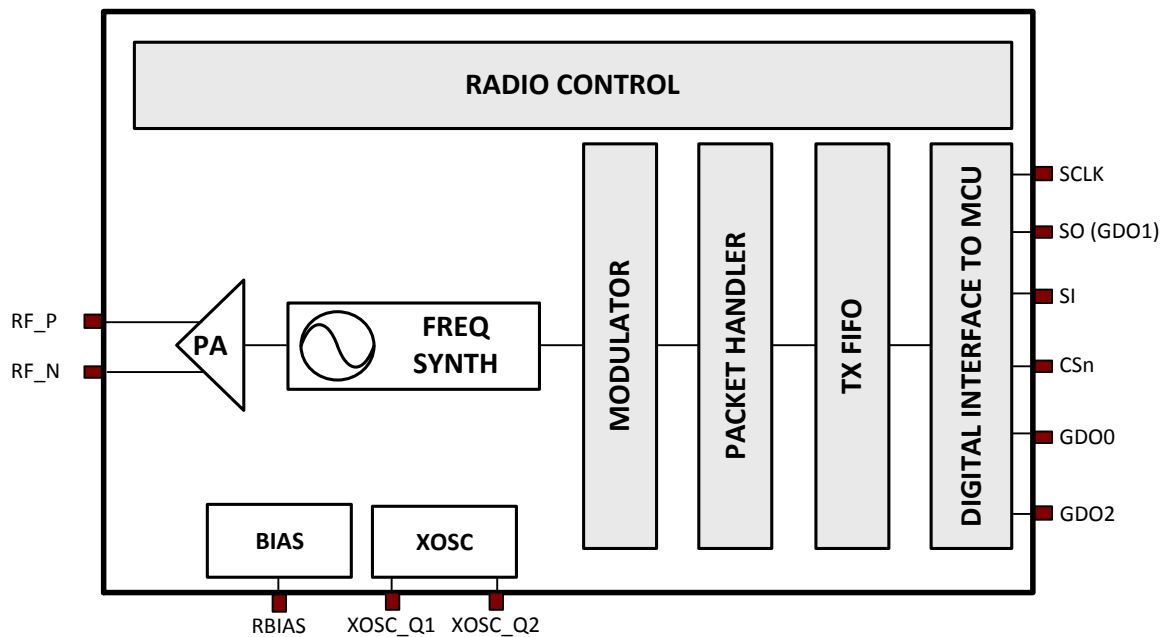 RADIO CONTROL
RF_P
RF_N
PA
FREQ
SYNTH
MODULATOR
PACKET HANDLER
TX FIFO
DIGITAL INTERFACE TO MCU
SCLK
SO (GDO1)
SI
CSn
GDO0
GDO2
BIAS
XOSC
RBIAS
XOSC_Q1
XOSC_Q2